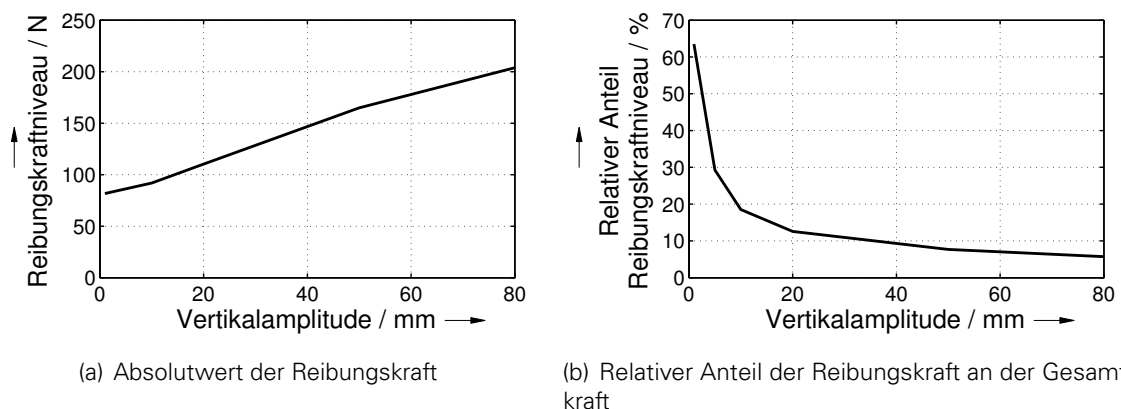 250
200
150
100
50
0
Reibungskraftniveau / N
0 20 40 60 80
Vertikalamplitude / mm
(a) Absolutwert der Reibungskraft
70
60
50
40
30
20
10
0
Relativer Anteil
Reibungskraftniveau / %
0 20 40 60 80
Vertikalamplitude / mm
(b) Relativer Anteil der Reibungskraft an der Gesamt
kraft